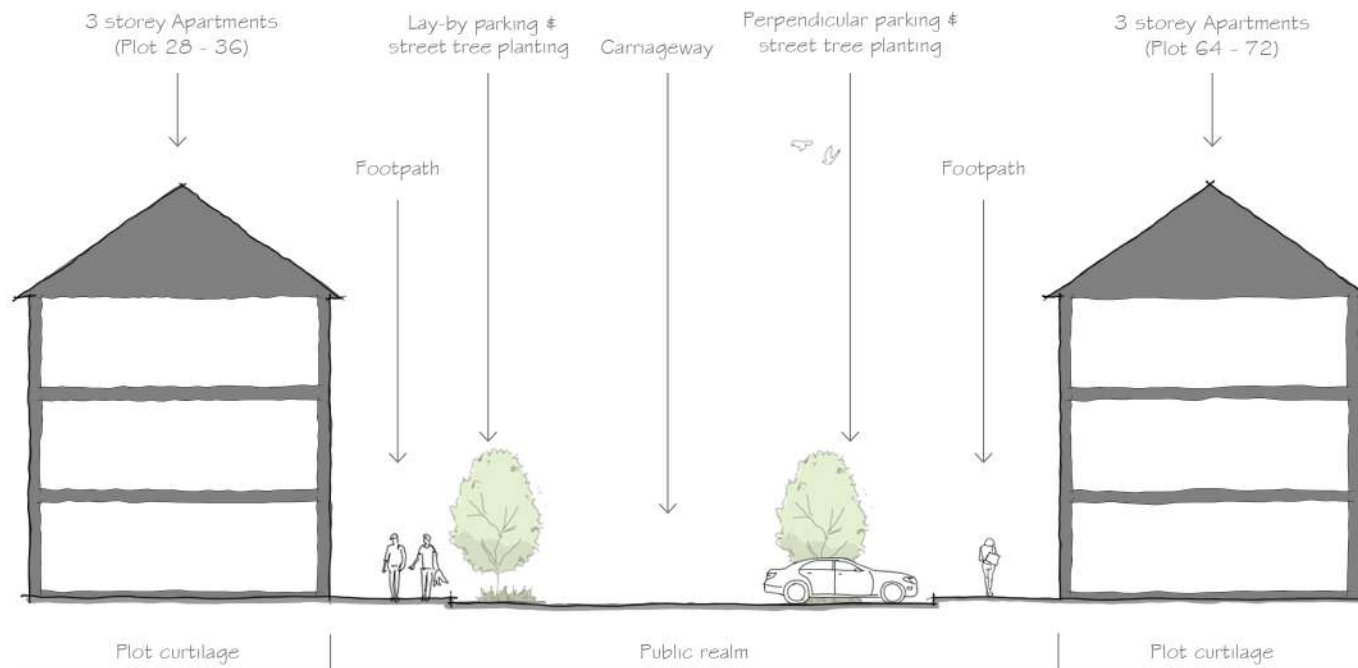 3 storey Apartments
(Plot 28 - 36)
Lay-by parking &
street tree planting
Carriageway
Perpendicular parking &
street tree planting
3 storey Apartments
(Plot 64 - 72)
Footpath
Footpath
Plot curtilage
Public realm
Plot curtilage